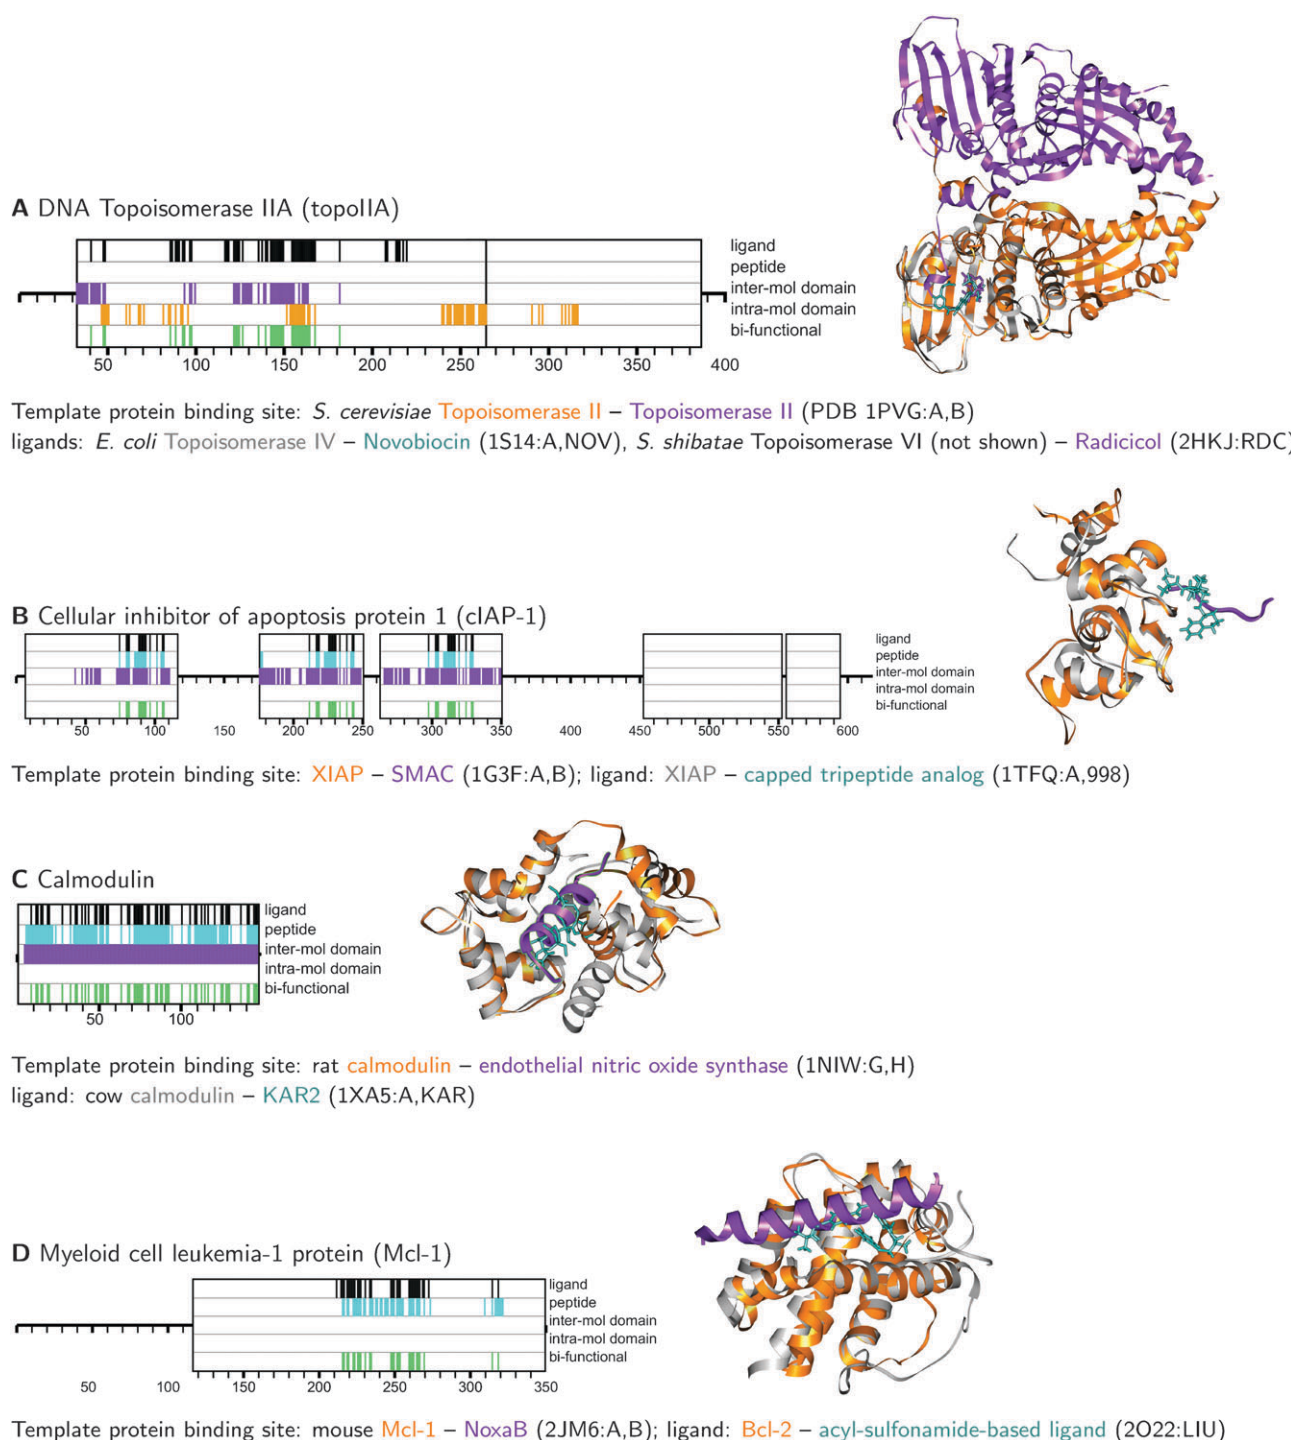 A DNA Topoisomerase IIA (topoIIA)
ligand
peptide
inter-mol domain
intra-mol domain
bi-functional
50 100 150 200 250 300 350 400
Template protein binding site: S. cerevisiae Topoisomerase II – Topoisomerase II (PDB 1PVG:A,B)
ligands: E. coli Topoisomerase IV – Novobiocin (1S14:A,NOV), S. shibatae Topoisomerase VI (not shown) – Radicicol (2HKJ:RDC)
B Cellular inhibitor of apoptosis protein 1 (cIAP-1)
ligand
peptide
inter-mol domain
intra-mol domain
bi-functional
50 100 150 200 250 300 350 400 450 500 550 600
Template protein binding site: XIAP – SMAC (1G3F:A,B); ligand: XIAP – capped tripeptide analog (1TFQ:A,998)
C Calmodulin
ligand
peptide
inter-mol domain
intra-mol domain
bi-functional
50 100
Template protein binding site: rat calmodulin – endothelial nitric oxide synthase (1NIW:G,H)
ligand: cow calmodulin – KAR2 (1XA5:A,KAR)
D Myeloid cell leukemia-1 protein (Mcl-1)
ligand
peptide
inter-mol domain
intra-mol domain
bi-functional
50 100 150 200 250 300 350
Template protein binding site: mouse Mcl-1 – NoxaB (2JM6:A,B); ligand: Bcl-2 – acyl-sulfonamide-based ligand (2O22:LIU)